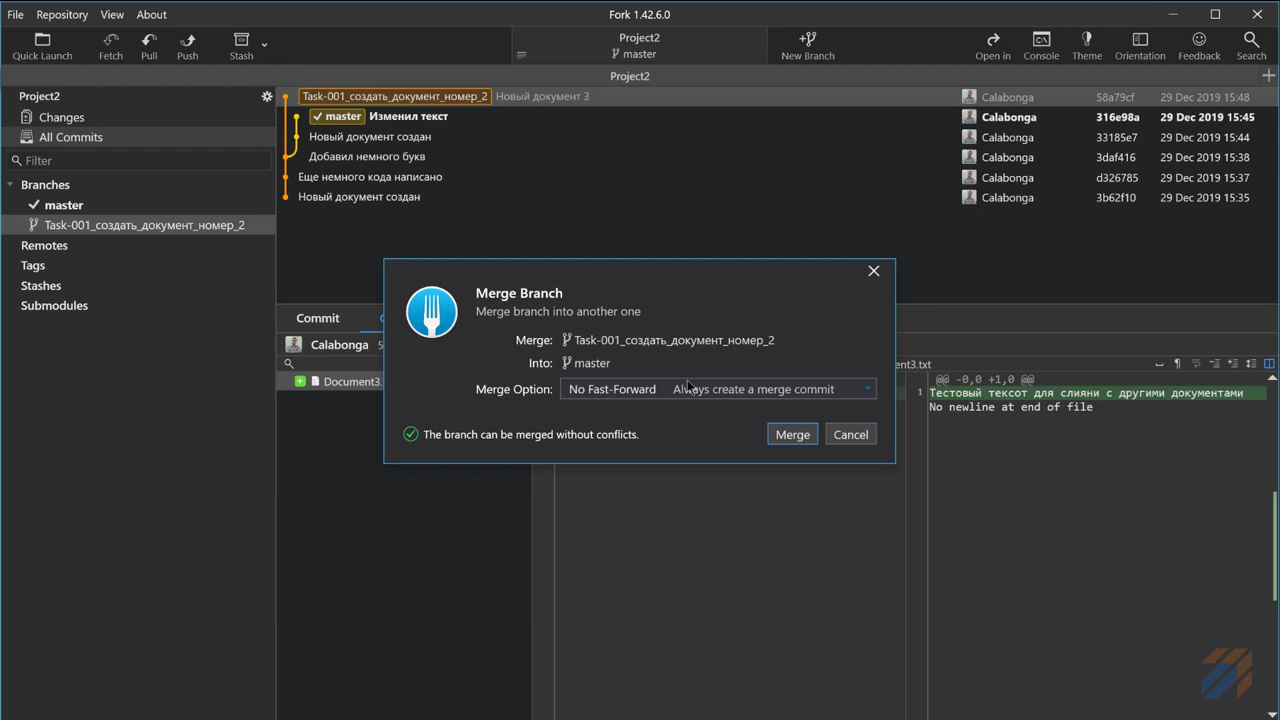 File Repository View About
Fork 1.42.6.0
Quick Launch
Fetch
Pull
Push
Stash
Project2
master
New Branch
Open in
Console
Theme
Orientation
Feedback
Search
Project2
Project2
Changes
All Commits
Filter
Branches
master
Task-001_создать_документ_номер_2
Remotes
Tags
Stashes
Submodules
Task-001_создать_документ_номер_2 Новый документ 3 Calabonga 58a79cf 29 Dec 2019 15:48
master Изменил текст Calabonga 316e98a 29 Dec 2019 15:45
Новый документ создан Calabonga 33185e7 29 Dec 2019 15:44
Добавил немного букв Calabonga 3daf416 29 Dec 2019 15:38
Еще немного кода написано Calabonga d326785 29 Dec 2019 15:37
Новый документ создан Calabonga 3b62f10 29 Dec 2019 15:35
Commit
Calabonga
Document3.
Merge Branch
Merge branch into another one
Merge: Task-001_создать_документ_номер_2
Into: master
Merge Option: No Fast-Forward Always create a merge commit
The branch can be merged without conflicts.
Merge Cancel
ent3.txt
@@ -0,0 +1,0 @@
1 Тестовый тексот для слияни с другими документами
No newline at end of file